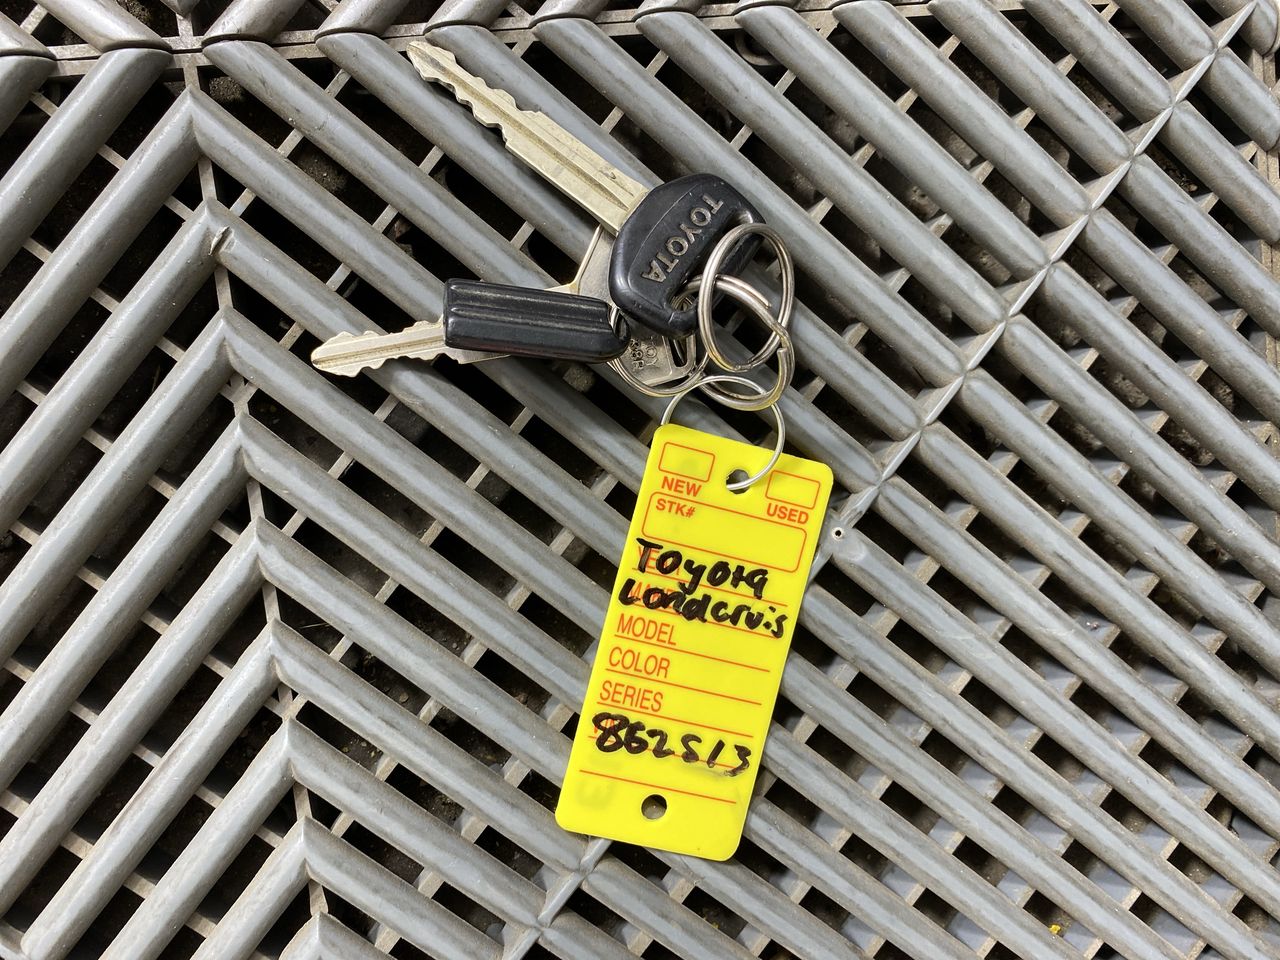 TOYOTA
NEW
USED
STK#
Toyota
Landcruis
MODEL
COLOR
SERIES
862513